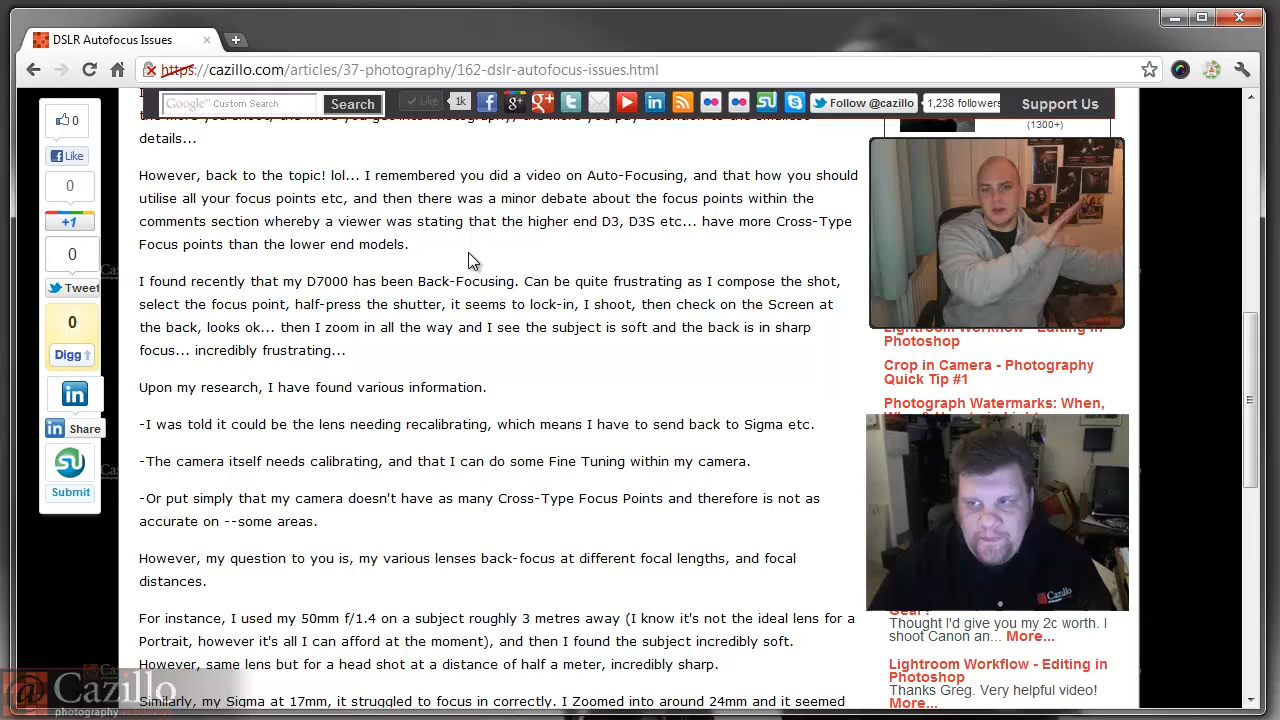 DSLR Autofocus Issues
https://cazillo.com/articles/37-photography/162-dslr-autofocus-issues.html
Google™ Custom Search
Search
Like
1k
Follow @cazillo
1,238 followers
Support Us
0
Like
0
+1
0
Tweet
0
Digg
Share
Submit
details...
However, back to the topic! lol... I remembered you did a video on Auto-Focusing, and that how you should
utilise all your focus points etc, and then there was a minor debate about the focus points within the
comments section whereby a viewer was stating that the higher end D3, D3S etc... have more Cross-Type
Focus points than the lower end models.
I found recently that my D7000 has been Back-Focusing. Can be quite frustrating as I compose the shot,
select the focus point, half-press the shutter, it seems to lock-in, I shoot, then check on the Screen at
the back, looks ok... then I zoom in all the way and I see the subject is soft and the back is in sharp
focus... incredibly frustrating...
Upon my research, I have found various information.
-I was told it could be the lens needing recalibrating, which means I have to send back to Sigma etc.
-The camera itself needs calibrating, and that I can do some Fine Tuning within my camera.
-Or put simply that my camera doesn't have as many Cross-Type Focus Points and therefore is not as
accurate on --some areas.
However, my question to you is, my various lenses back-focus at different focal lengths, and focal
distances.
For instance, I used my 50mm f/1.4 on a subject roughly 3 metres away (I know it's not the ideal lens for a
Portrait, however it's all I can afford at the moment), and then I found the subject incredibly soft.
However, same lens but for a head shot at a distance of half a meter, incredibly sharp.
Similarly, my Sigma at 17mm, it struggled to focus in correctly. I Zoomed into around 24mm and it seemed
(1300+)
Lightroom Workflow - Editing in
Photoshop
Crop in Camera - Photography
Quick Tip #1
Photograph Watermarks: When,
Cazillo
Gear?
Thought I'd give you my 2c worth. I
shoot Canon an... More...
Lightroom Workflow - Editing in
Photoshop
Thanks Greg. Very helpful video!
More...
@Cazillo
photography